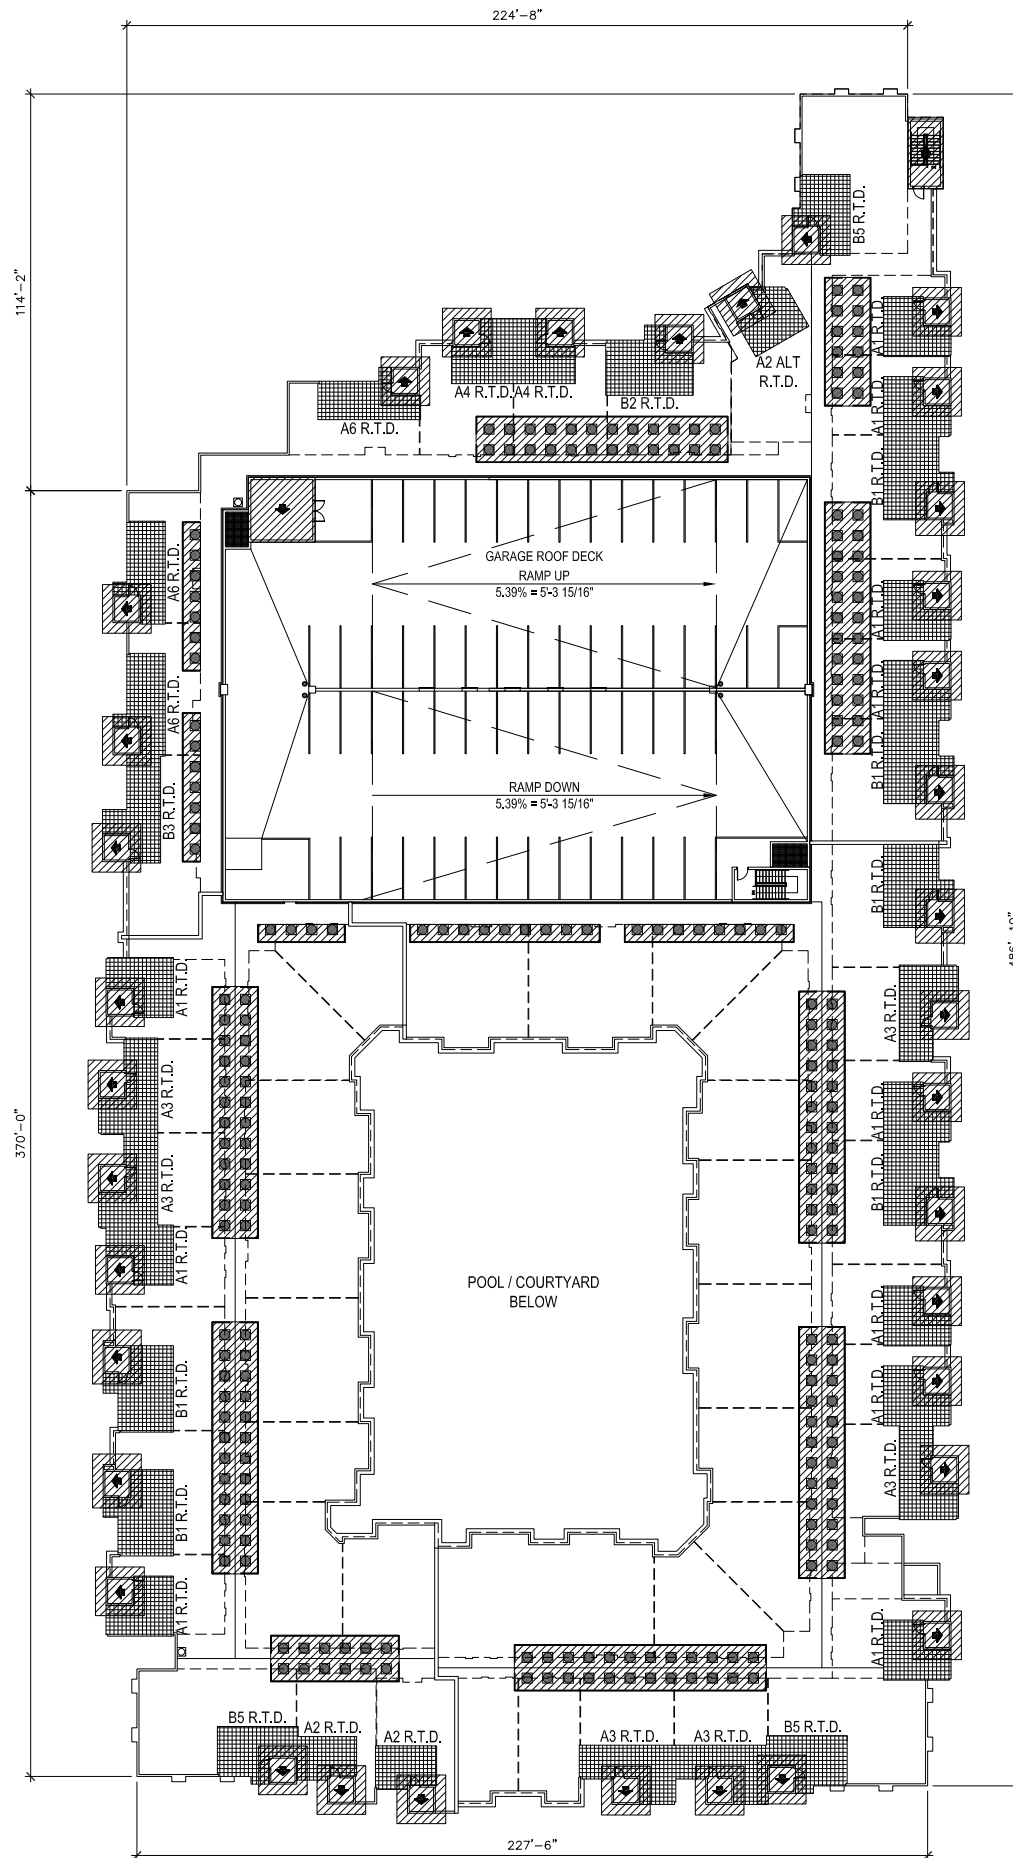 224'-8"
114'-2"
B5 R.T.D.
A1 R.T.D.
A2 ALT
R.T.D.
A4 R.T.D.
A4 R.T.D.
B2 R.T.D.
A6 R.T.D.
A1 R.T.D.
B1 R.T.D.
GARAGE ROOF DECK
RAMP UP
5.39% = 5'-3 15/16"
A6 R.T.D.
A1 R.T.D.
A6 R.T.D.
A1 R.T.D.
B1 R.T.D.
RAMP DOWN
5.39% = 5'-3 15/16"
B3 R.T.D.
B1 R.T.D.
486'-10"
A1 R.T.D.
A3 R.T.D.
A3 R.T.D.
A1 R.T.D.
370'-0"
A3 R.T.D.
B1 R.T.D.
A1 R.T.D.
POOL / COURTYARD
BELOW
A1 R.T.D.
B1 R.T.D.
A1 R.T.D.
A3 R.T.D.
B1 R.T.D.
A1 R.T.D.
A1 R.T.D.
B5 R.T.D.
A2 R.T.D.
A2 R.T.D.
A3 R.T.D.
A3 R.T.D.
B5 R.T.D.
227'-6"